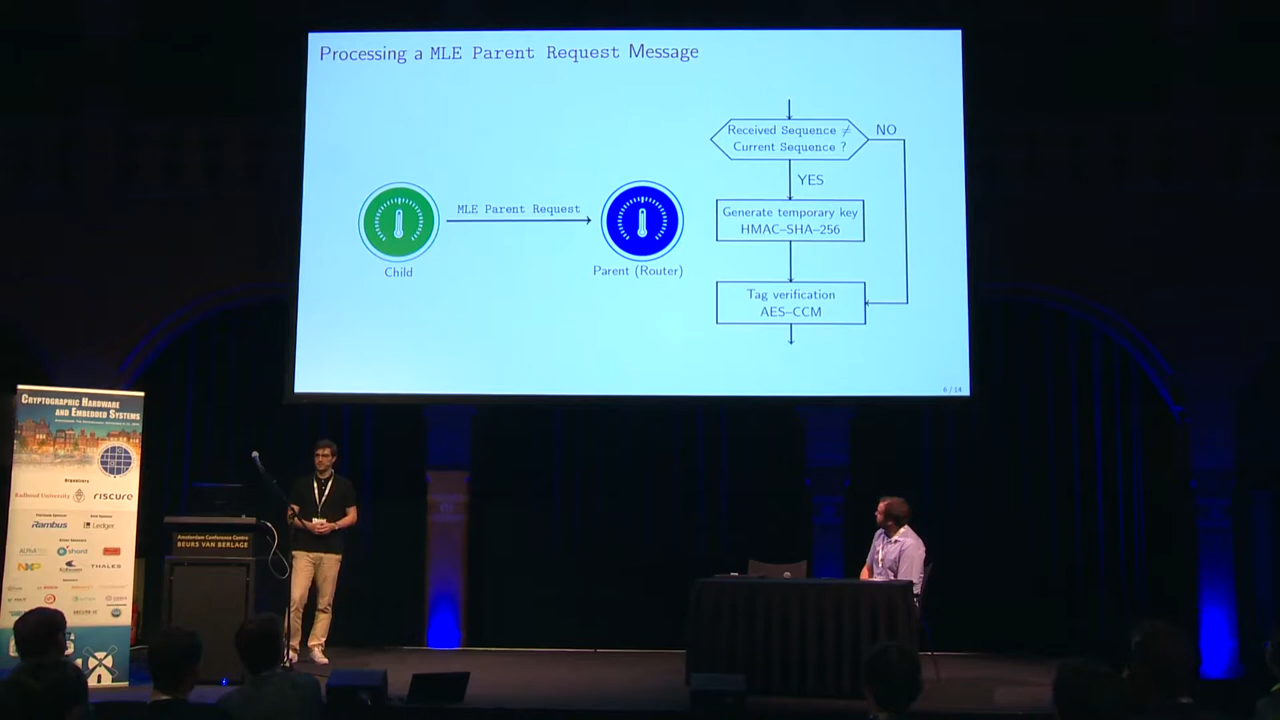 Processing a MLE Parent Request Message
Received Sequence ≠
Current Sequence ?
NO
YES
MLE Parent Request
Generate temporary key
HMAC–SHA–256
Child
Parent (Router)
Tag verification
AES–CCM
6 / 14
CRYPTOGRAPHIC HARDWARE
AND EMBEDDED SYSTEMS
Organizers
Radboud University
riscure
Rambus
Ledger
shard
NXP
THALES
Amsterdam Conference Centre
BEURS VAN BERLAGE